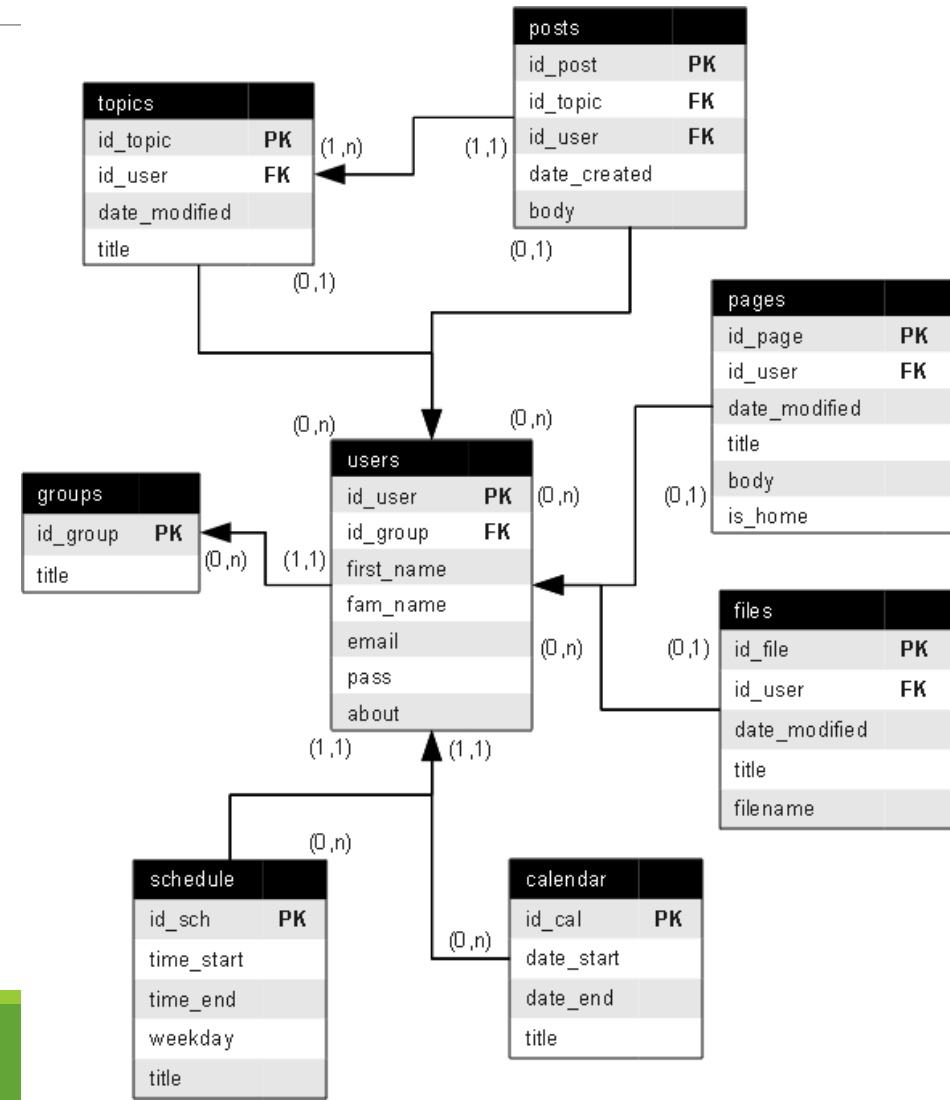 posts
id_post PK
id_topic FK
id_user FK
date_created
body
topics
id_topic PK
id_user FK
date_modified
title
(1,n)
(1,1)
(0,1)
(0,1)
pages
id_page PK
id_user FK
date_modified
title
body
is_home
(0,n)
(0,n)
users
id_user PK
id_group FK
first_name
fam_name
email
pass
about
(0,n)
(0,1)
groups
id_group PK
title
(0,n)
(1,1)
files
id_file PK
id_user FK
date_modified
title
filename
(0,n)
(0,1)
(1,1)
(1,1)
(0,n)
schedule
id_sch PK
time_start
time_end
weekday
title
calendar
id_cal PK
date_start
date_end
title
(0,n)